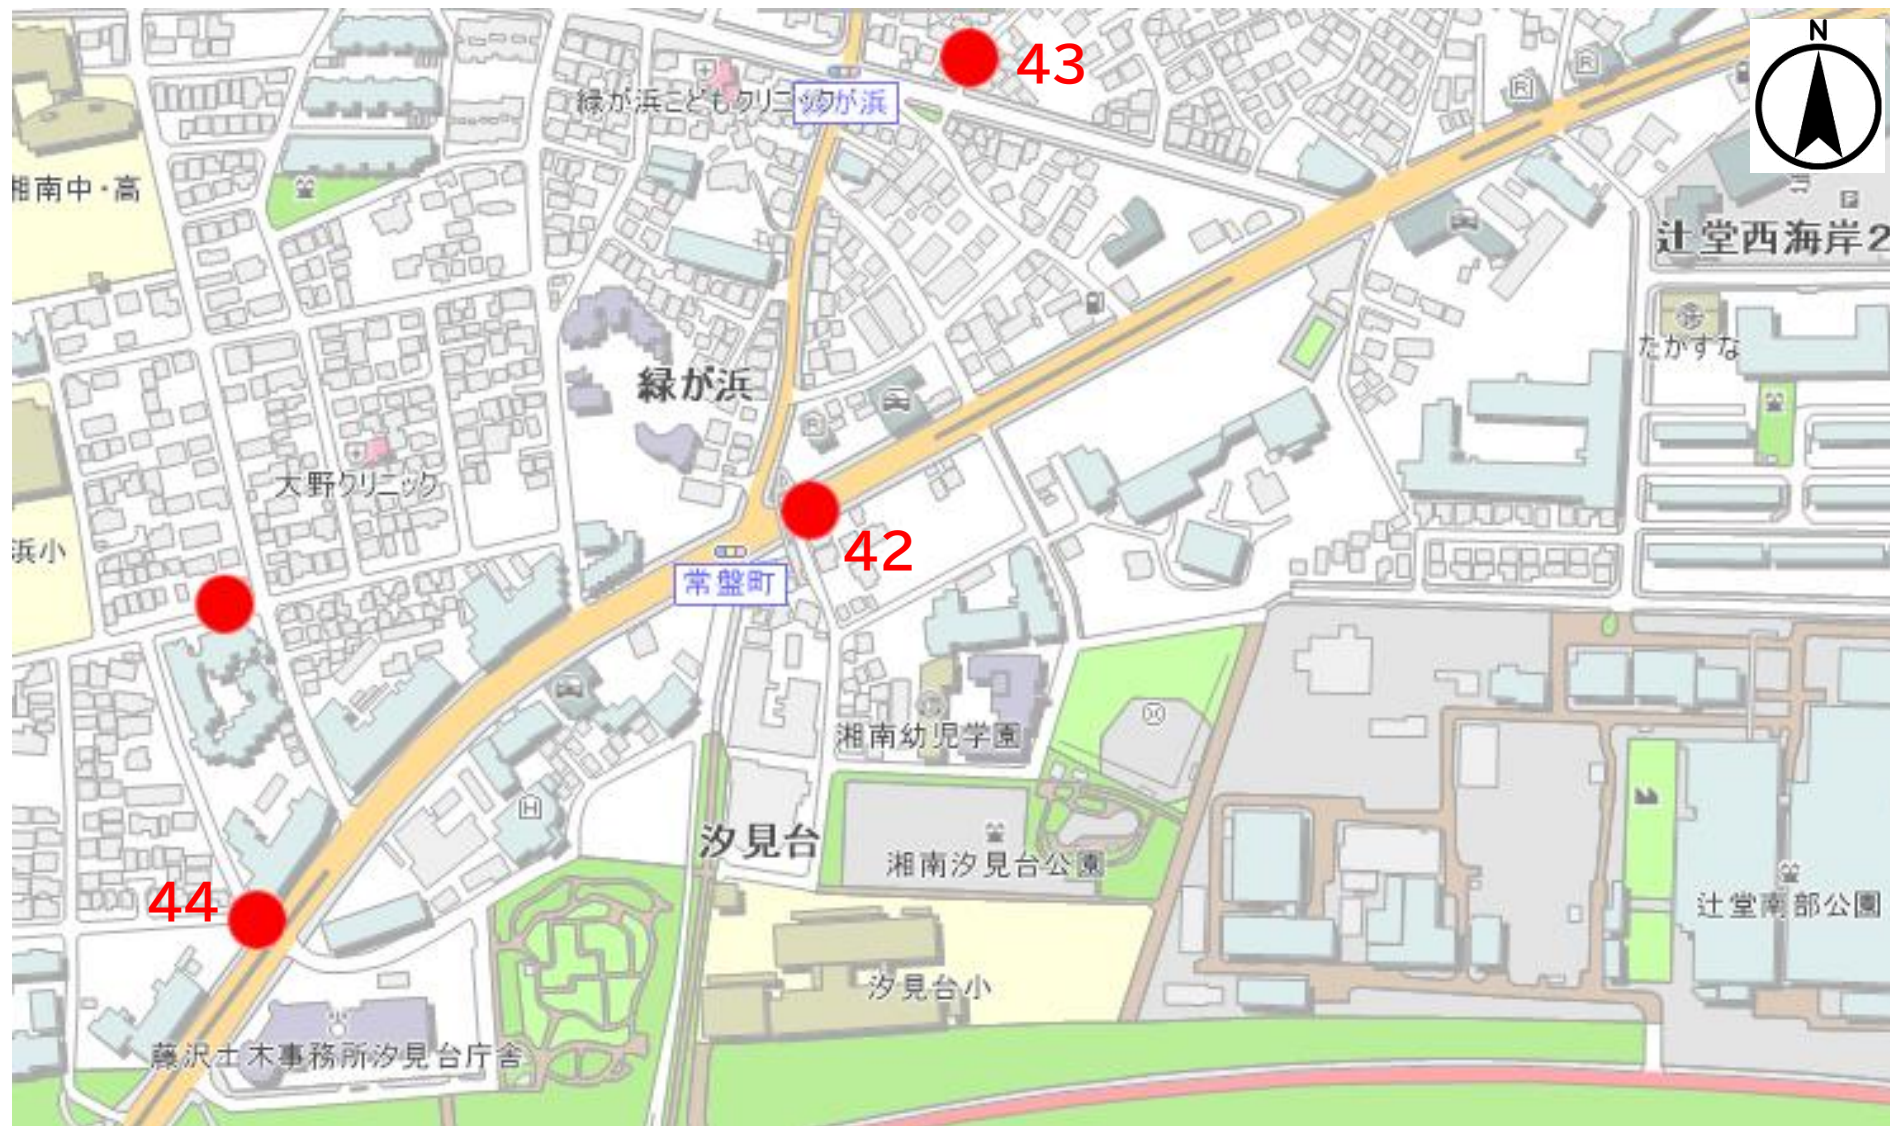 N
43
緑が浜こどもクリニック
緑が浜
湘南中・高
辻堂西海岸2
P
R
R
たかすな
緑が浜
R
大野クリニック
浜小
42
常盤町
湘南幼児学園
H
汐見台
湘南汐見台公園
44
辻堂南部公園
汐見台小
藤沢土木事務所汐見台庁舎